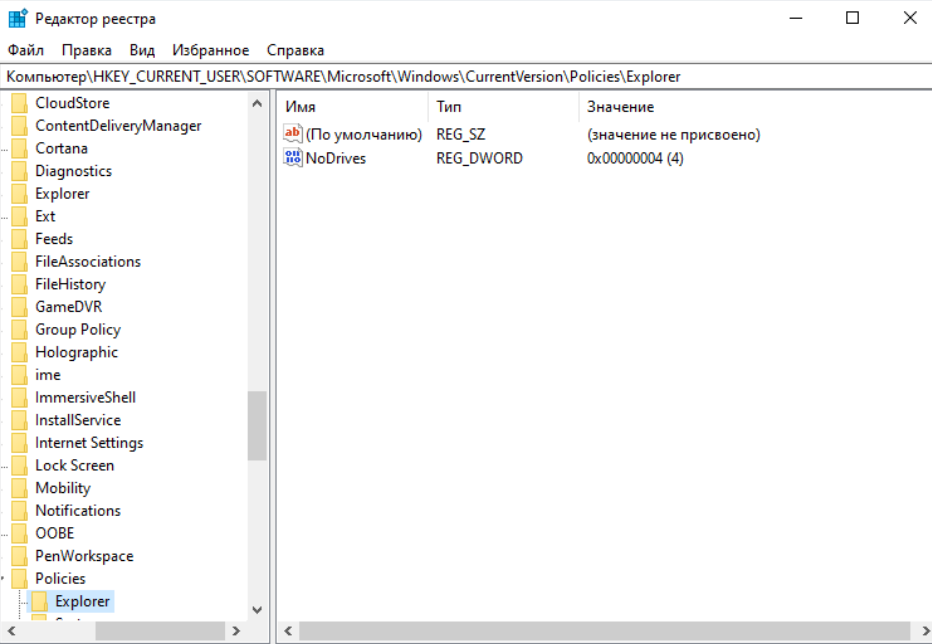 Редактор реестра
Файл Правка Вид Избранное Справка
Компьютер\HKEY_CURRENT_USER\SOFTWARE\Microsoft\Windows\CurrentVersion\Policies\Explorer
CloudStore
ContentDeliveryManager
Cortana
Diagnostics
Explorer
Ext
Feeds
FileAssociations
FileHistory
GameDVR
Group Policy
Holographic
ime
ImmersiveShell
InstallService
Internet Settings
Lock Screen
Mobility
Notifications
OOBE
PenWorkspace
Policies
Explorer
Имя Тип Значение
ab (По умолчанию) REG_SZ (значение не присвоено)
NoDrives REG_DWORD 0x00000004 (4)